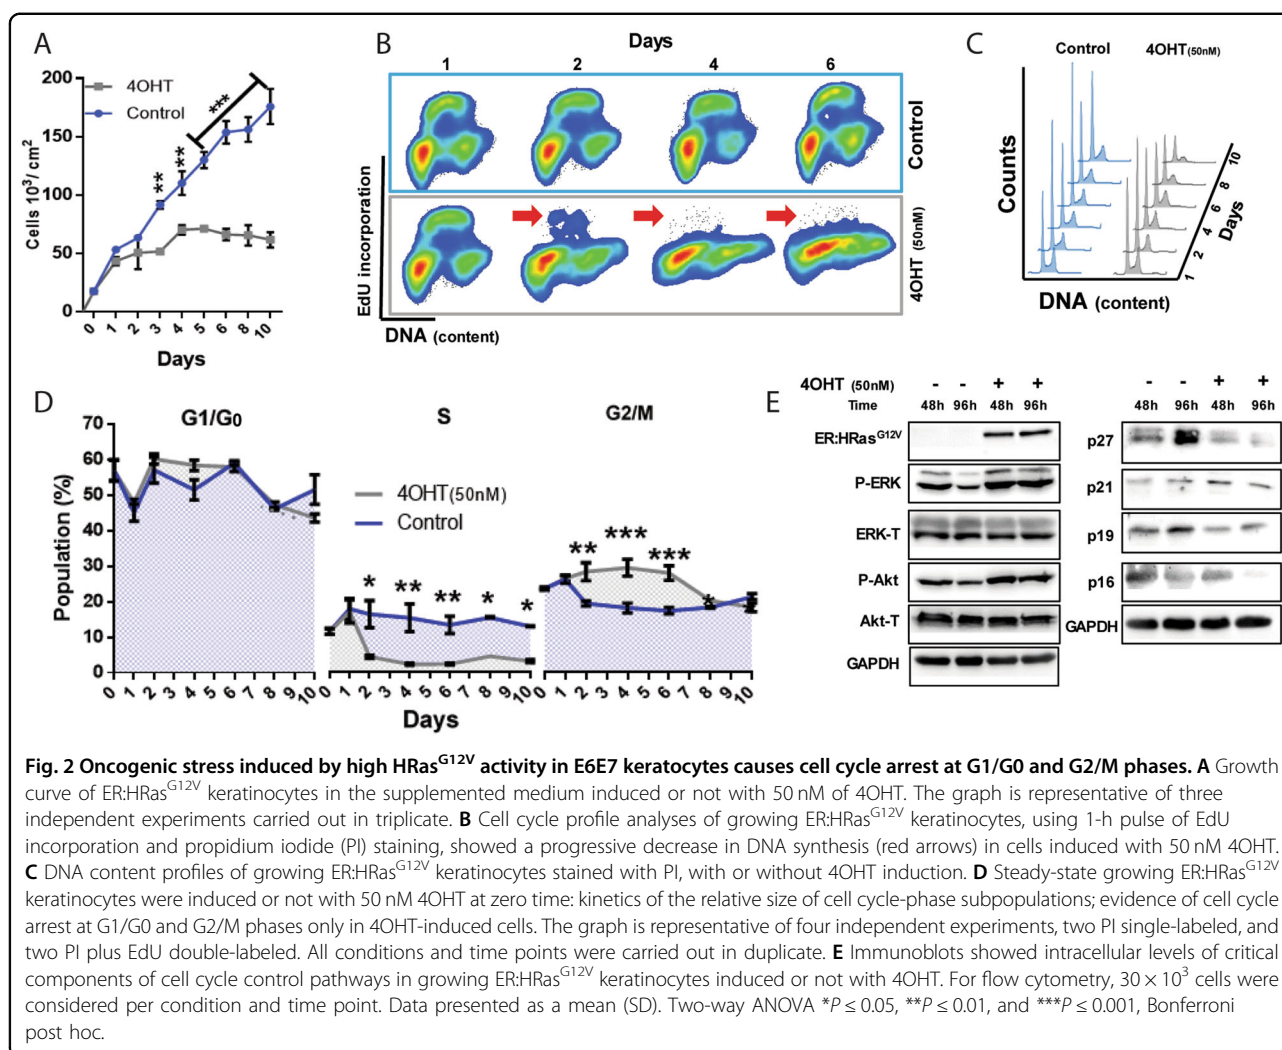 A
200
150
100
50
0
Cells 10³/ cm²
4OHT
Control
** ** ***
0 1 2 3 4 5 6 8 10
Days
B
Days
1 2 4 6
Control
4OHT (50nM)
EdU incorporation
DNA (content)
C
Control 4OHT(50nM)
Counts
DNA (content)
1 2 4 6 8 10
Days
D
G1/G0 S G2/M
70
60
50
40
30
20
10
0
Population (%)
4OHT(50nM)
Control
* ** ** * *
** *** *** *
0 1 2 3 4 5 6 7 8 9 10
0 1 2 3 4 5 6 7 8 9 10
0 1 2 3 4 5 6 7 8 9 10
Days
E
4OHT (50nM) - - + +
Time 48h 96h 48h 96h
ER:HRasG12V
P-ERK
ERK-T
P-Akt
Akt-T
GAPDH
- - + +
48h 96h 48h 96h
p27
p21
p19
p16
GAPDH
Fig. 2 Oncogenic stress induced by high HRasG12V activity in E6E7 keratocytes causes cell cycle arrest at G1/G0 and G2/M phases. A Growth
curve of ER:HRasG12V keratinocytes in the supplemented medium induced or not with 50 nM of 4OHT. The graph is representative of three
independent experiments carried out in triplicate. B Cell cycle profile analyses of growing ER:HRasG12V keratinocytes, using 1-h pulse of EdU
incorporation and propidium iodide (PI) staining, showed a progressive decrease in DNA synthesis (red arrows) in cells induced with 50 nM 4OHT.
C DNA content profiles of growing ER:HRasG12V keratinocytes stained with PI, with or without 4OHT induction. D Steady-state growing ER:HRasG12V
keratinocytes were induced or not with 50 nM 4OHT at zero time: kinetics of the relative size of cell cycle-phase subpopulations; evidence of cell cycle
arrest at G1/G0 and G2/M phases only in 4OHT-induced cells. The graph is representative of four independent experiments, two PI single-labeled, and
two PI plus EdU double-labeled. All conditions and time points were carried out in duplicate. E Immunoblots showed intracellular levels of critical
components of cell cycle control pathways in growing ER:HRasG12V keratinocytes induced or not with 4OHT. For flow cytometry, 30 × 10³ cells were
considered per condition and time point. Data presented as a mean (SD). Two-way ANOVA *P ≤ 0.05, **P ≤ 0.01, and ***P ≤ 0.001, Bonferroni
post hoc.